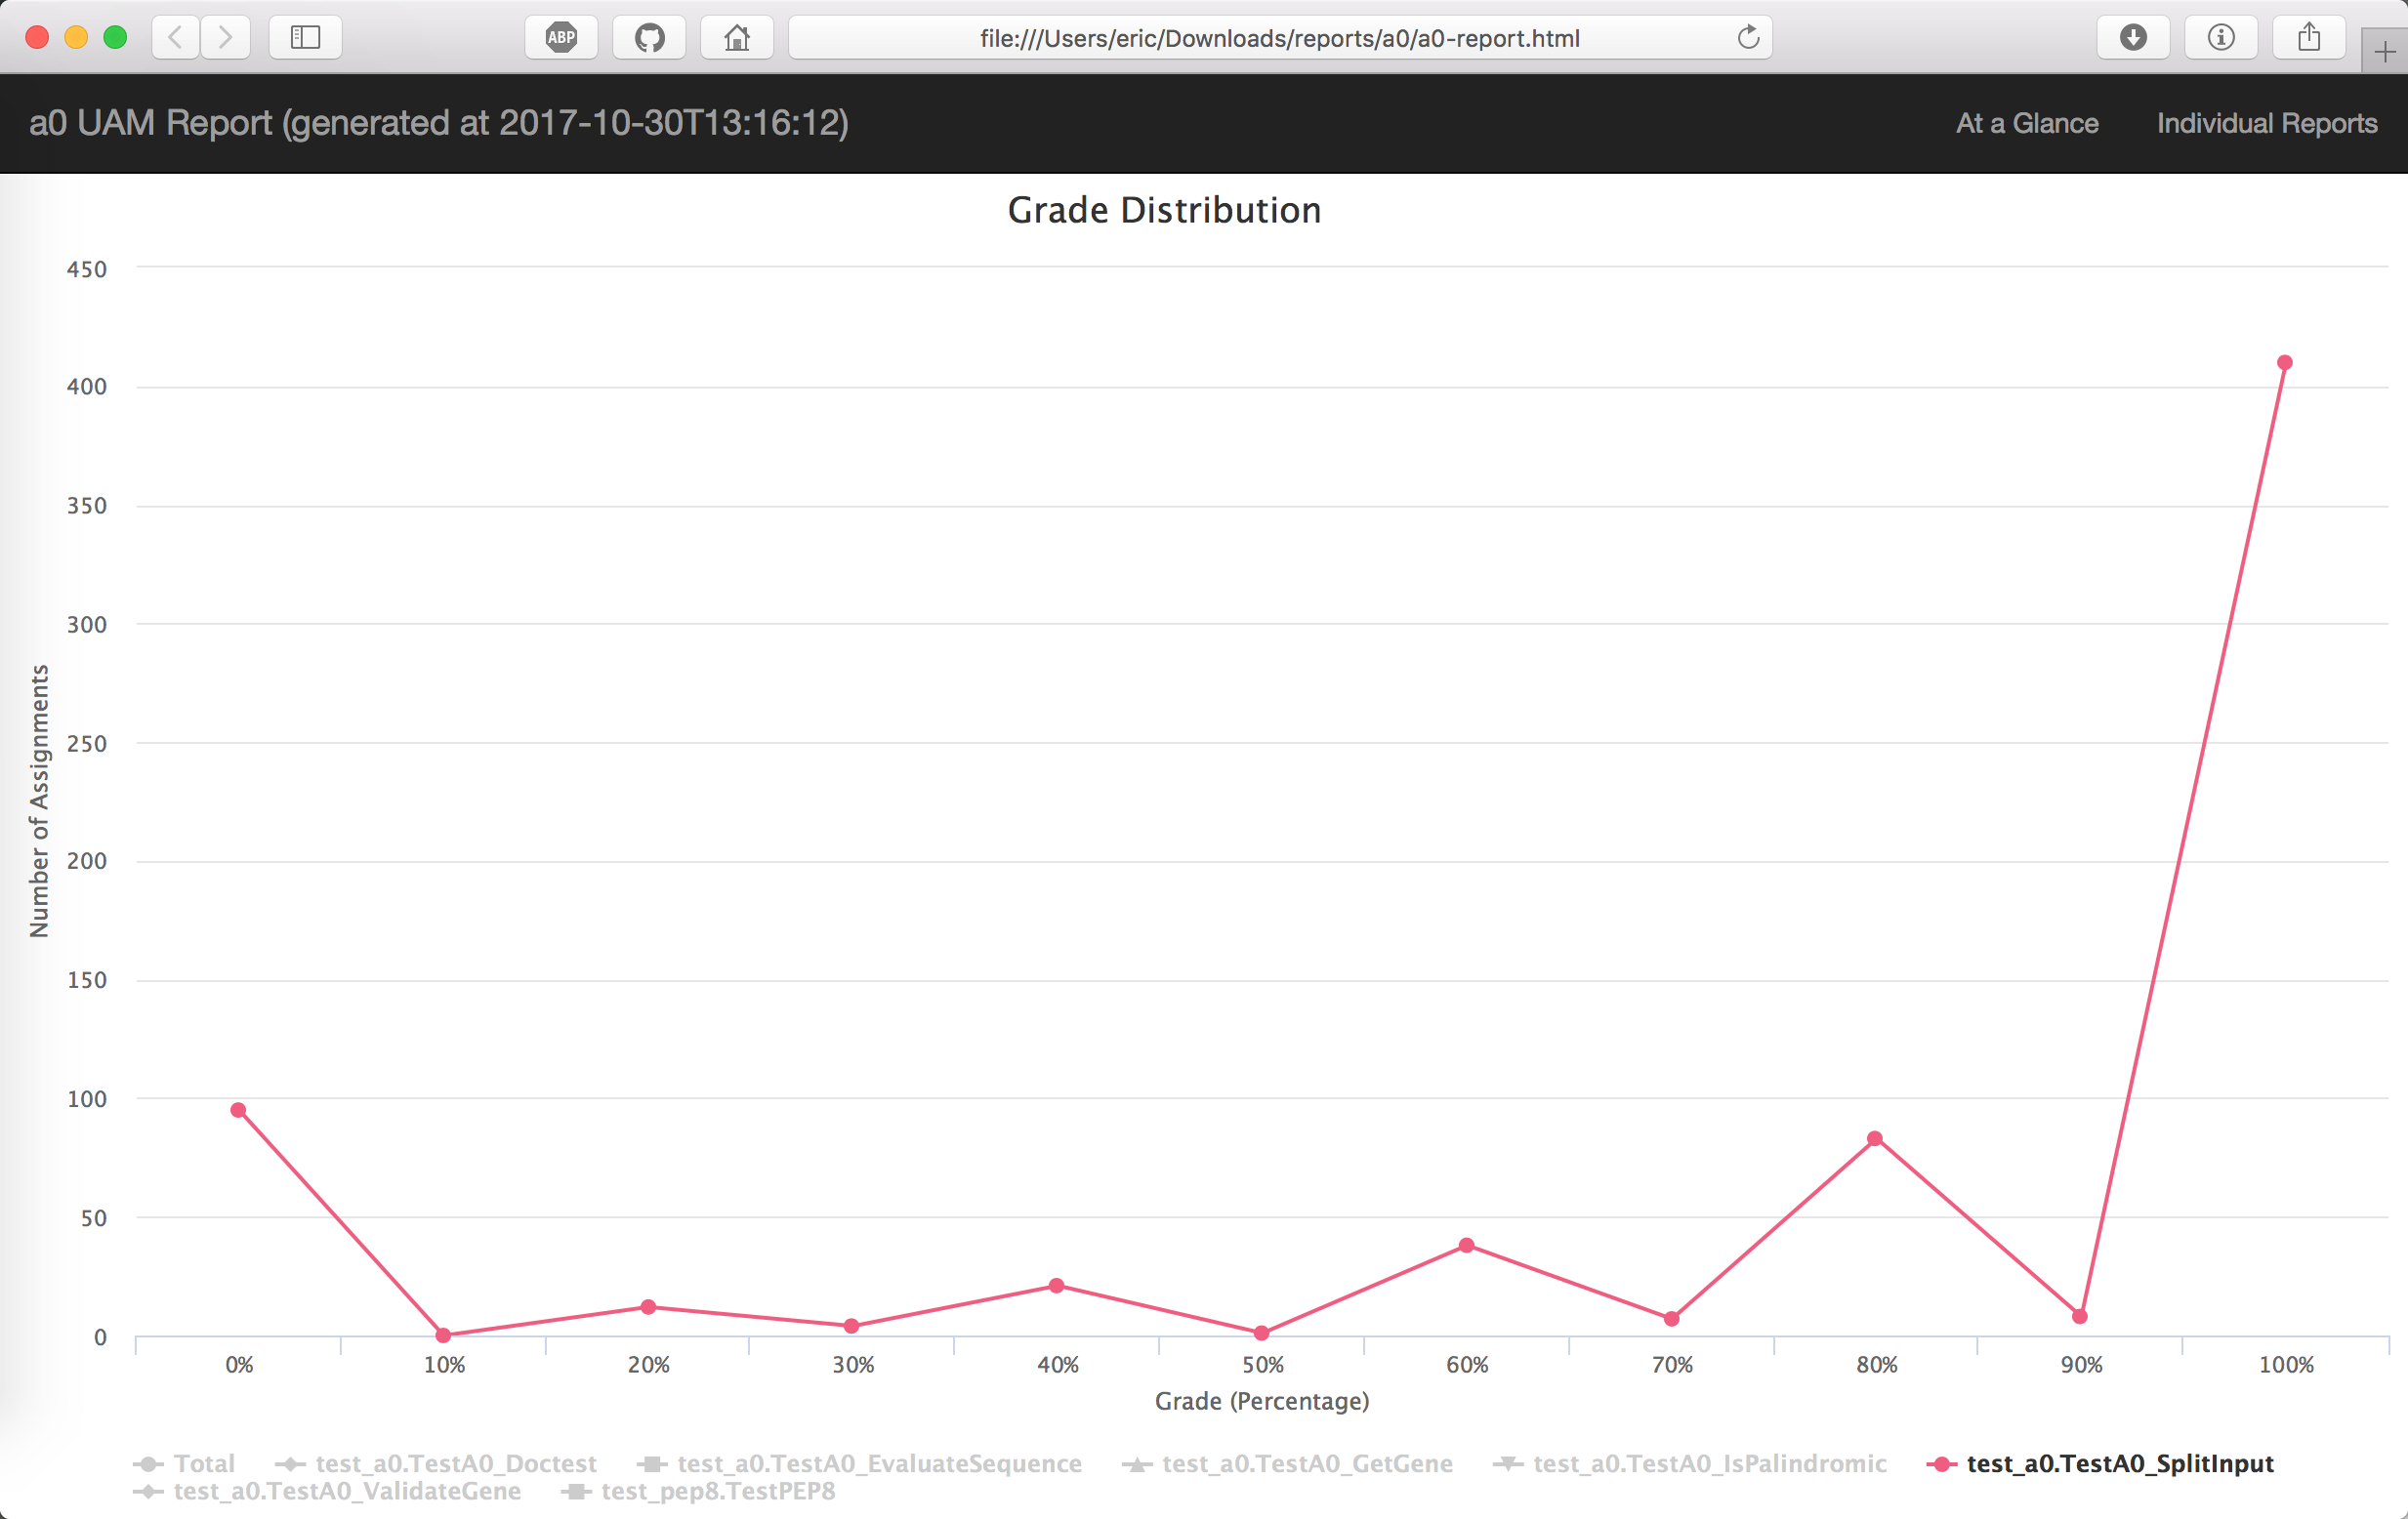 ABP
file:///Users/eric/Downloads/reports/a0/a0-report.html
a0 UAM Report (generated at 2017-10-30T13:16:12)
At a Glance
Individual Reports
Grade Distribution
Number of Assignments
450
400
350
300
250
200
150
100
50
0
0% 10% 20% 30% 40% 50% 60% 70% 80% 90% 100%
Grade (Percentage)
Total test_a0.TestA0_Doctest test_a0.TestA0_EvaluateSequence test_a0.TestA0_GetGene test_a0.TestA0_IsPalindromic test_a0.TestA0_SplitInput
test_a0.TestA0_ValidateGene test_pep8.TestPEP8